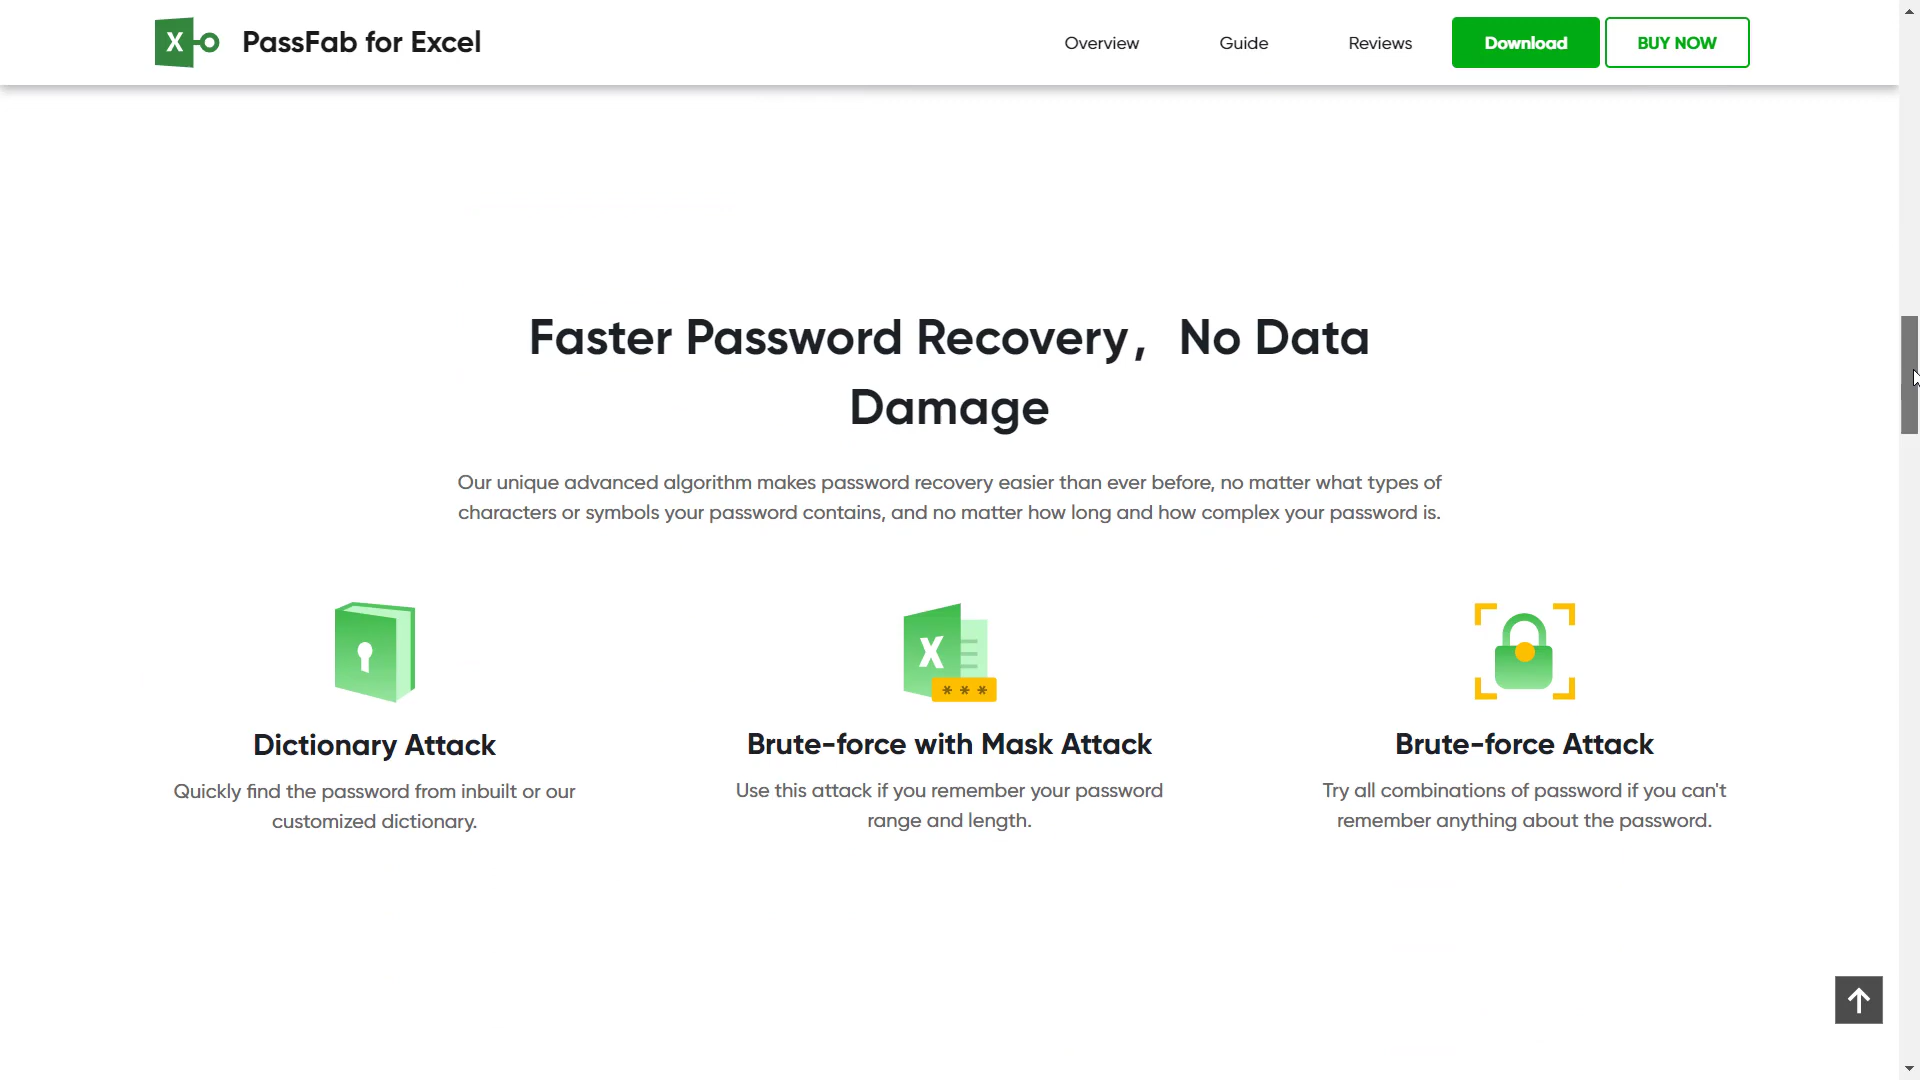 PassFab for Excel
Overview
Guide
Reviews
Download
BUY NOW
Faster Password Recovery， No Data
Damage
Our unique advanced algorithm makes password recovery easier than ever before, no matter what types of
characters or symbols your password contains, and no matter how long and how complex your password is.
X
X
***
Dictionary Attack
Quickly find the password from inbuilt or our
customized dictionary.
Brute-force with Mask Attack
Use this attack if you remember your password
range and length.
Brute-force Attack
Try all combinations of password if you can't
remember anything about the password.